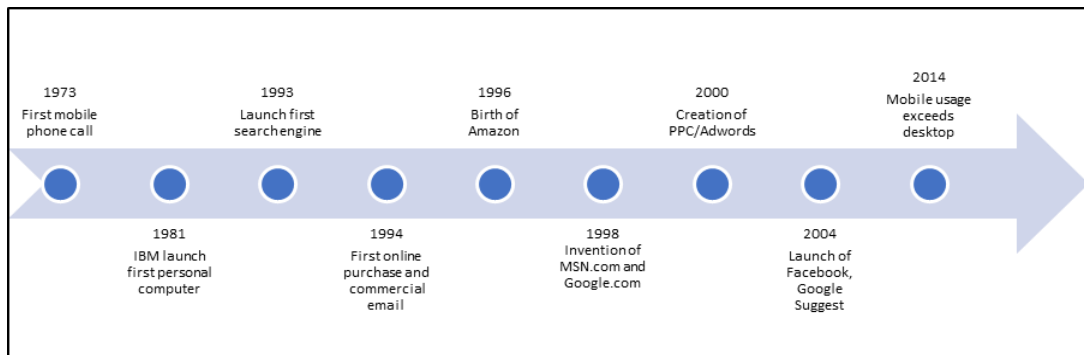 1973
First mobile
phone call
1981
IBM launch
first personal
computer
1993
Launch first
search engine
1994
First online
purchase and
commercial
email
1996
Birth of
Amazon
1998
Invention of
MSN.com and
Google.com
2000
Creation of
PPC/Adwords
2004
Launch of
Facebook,
Google
Suggest
2014
Mobile usage
exceeds
desktop